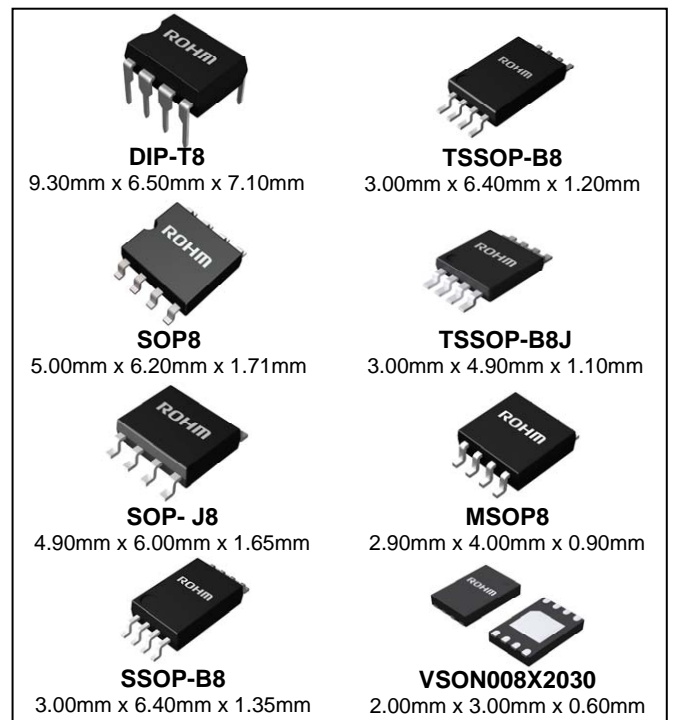 ROHM
DIP-T8
9.30mm x 6.50mm x 7.10mm
ROHM
TSSOP-B8
3.00mm x 6.40mm x 1.20mm
ROHM
SOP8
5.00mm x 6.20mm x 1.71mm
ROHM
TSSOP-B8J
3.00mm x 4.90mm x 1.10mm
ROHM
SOP- J8
4.90mm x 6.00mm x 1.65mm
ROHM
MSOP8
2.90mm x 4.00mm x 0.90mm
ROHM
SSOP-B8
3.00mm x 6.40mm x 1.35mm
ROHM
VSON008X2030
2.00mm x 3.00mm x 0.60mm